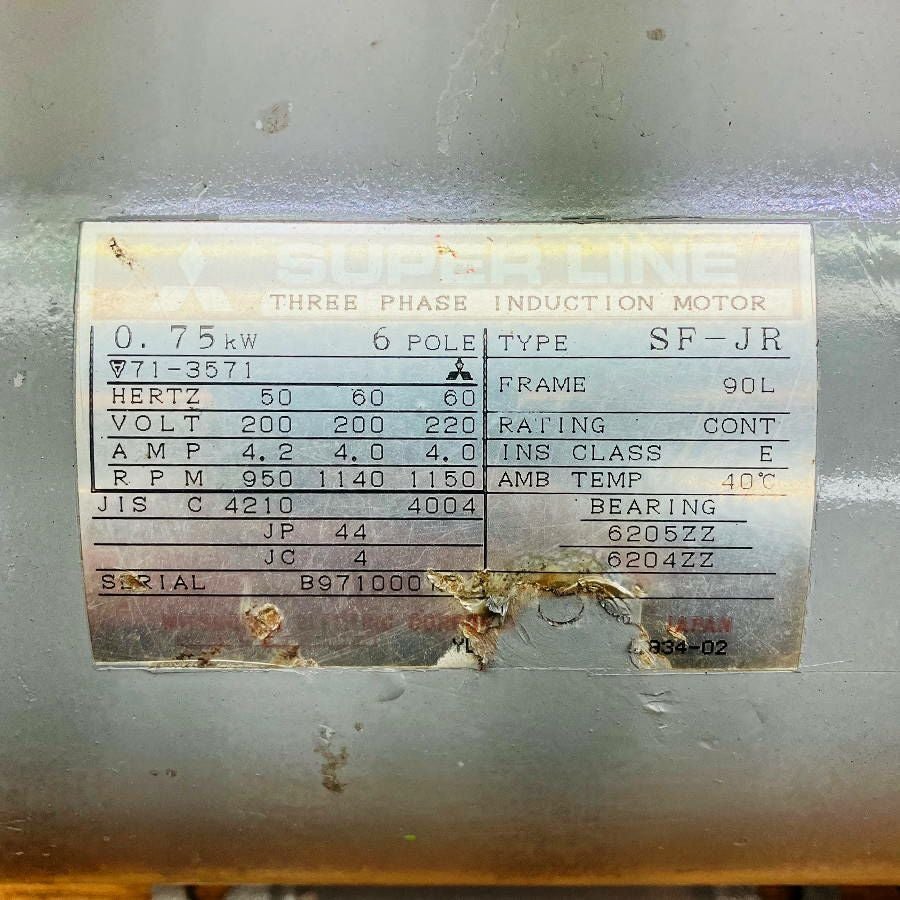 SUPER LINE
THREE PHASE INDUCTION MOTOR
0.75 kW 6 POLE
71-3571
HERTZ 50 60 60
VOLT 200 200 220
AMP 4.2 4.0 4.0
RPM 950 1140 1150
JIS C 4210 4004
JP 44
JC 4
SERIAL
TYPE SF-JR
FRAME 90L
RATING CONT
INS CLASS E
AMB TEMP 40℃
BEARING
6205ZZ
6204ZZ
JAPAN
834-02